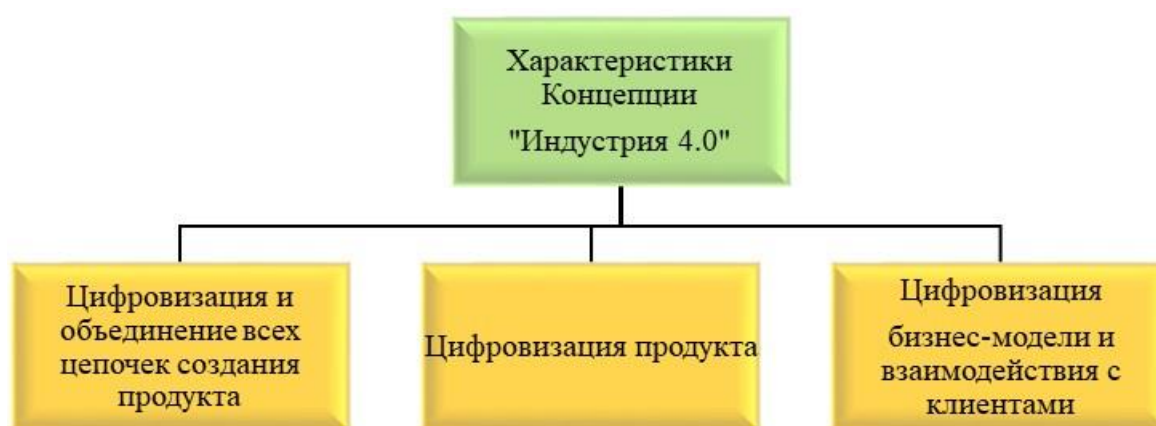 Характеристики
Концепции
"Индустрия 4.0"
Цифровизация и
объединение всех
цепочек создания
продукта
Цифровизация продукта
Цифровизация
бизнес-модели и
взаимодействия с
клиентами